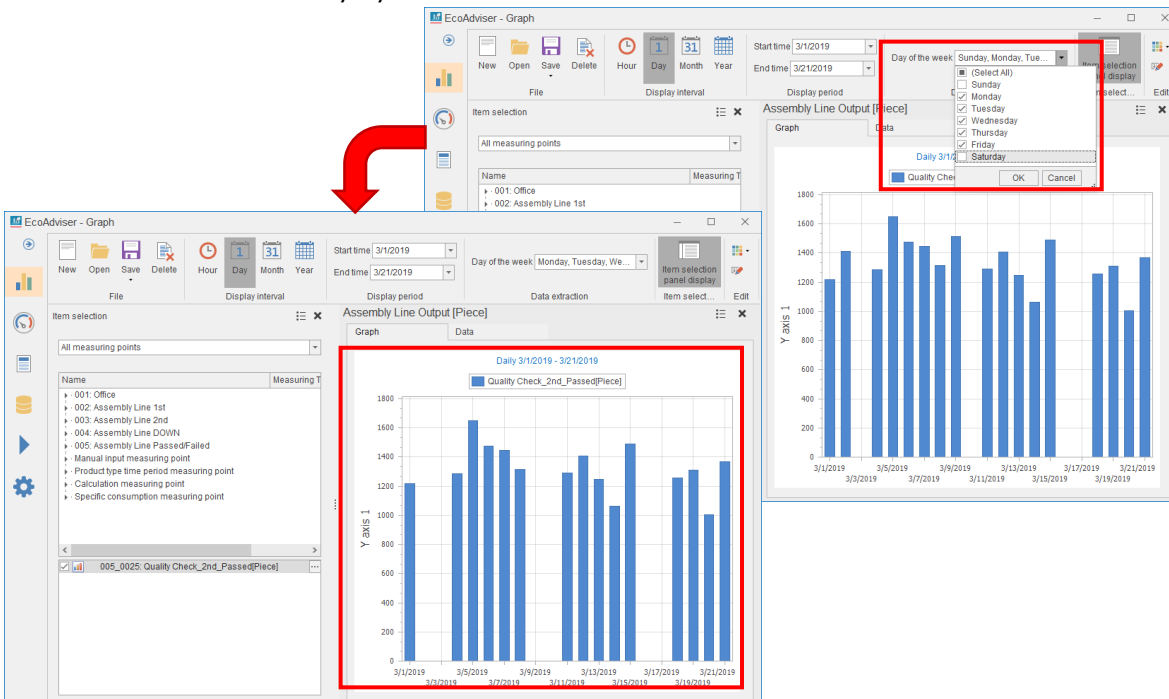 EcoAdviser - Graph
New Open Save Delete
File
Hour Day Month Year
Display interval
Start time 3/1/2019
End time 3/21/2019
Display period
Day of the week Sunday, Monday, Tue...
(Select All)
Sunday
Monday
Tuesday
Wednesday
Thursday
Friday
Saturday
OK Cancel
Item selection
panel display
Item select...
Edit
Item selection
All measuring points
Name Measuring T
001: Office
002: Assembly Line 1st
Assembly Line Output [Piece]
Graph Data
Daily 3/1/2
Quality Chec
1800
1600
1400
1200
1000
800
600
400
200
0
Y axis 1
3/1/2019 3/5/2019 3/9/2019 3/13/2019 3/17/2019 3/21/2019
3/3/2019 3/7/2019 3/11/2019 3/15/2019 3/19/2019
EcoAdviser - Graph
New Open Save Delete
File
Hour Day Month Year
Display interval
Start time 3/1/2019
End time 3/21/2019
Display period
Day of the week Monday, Tuesday, We...
Data extraction
Item selection
panel display
Item select...
Edit
Item selection
All measuring points
Name Measuring T
001: Office
002: Assembly Line 1st
003: Assembly Line 2nd
004: Assembly Line DOWN
005: Assembly Line Passed/Failed
Manual input measuring point
Product type time period measuring point
Calculation measuring point
Specific consumption measuring point
005_0025: Quality Check_2nd_Passed[Piece]
Assembly Line Output [Piece]
Graph Data
Daily 3/1/2019 - 3/21/2019
Quality Check_2nd_Passed[Piece]
1800
1600
1400
1200
1000
800
600
400
200
0
Y axis 1
3/1/2019 3/5/2019 3/9/2019 3/13/2019 3/17/2019 3/21/2019
3/3/2019 3/7/2019 3/11/2019 3/15/2019 3/19/2019